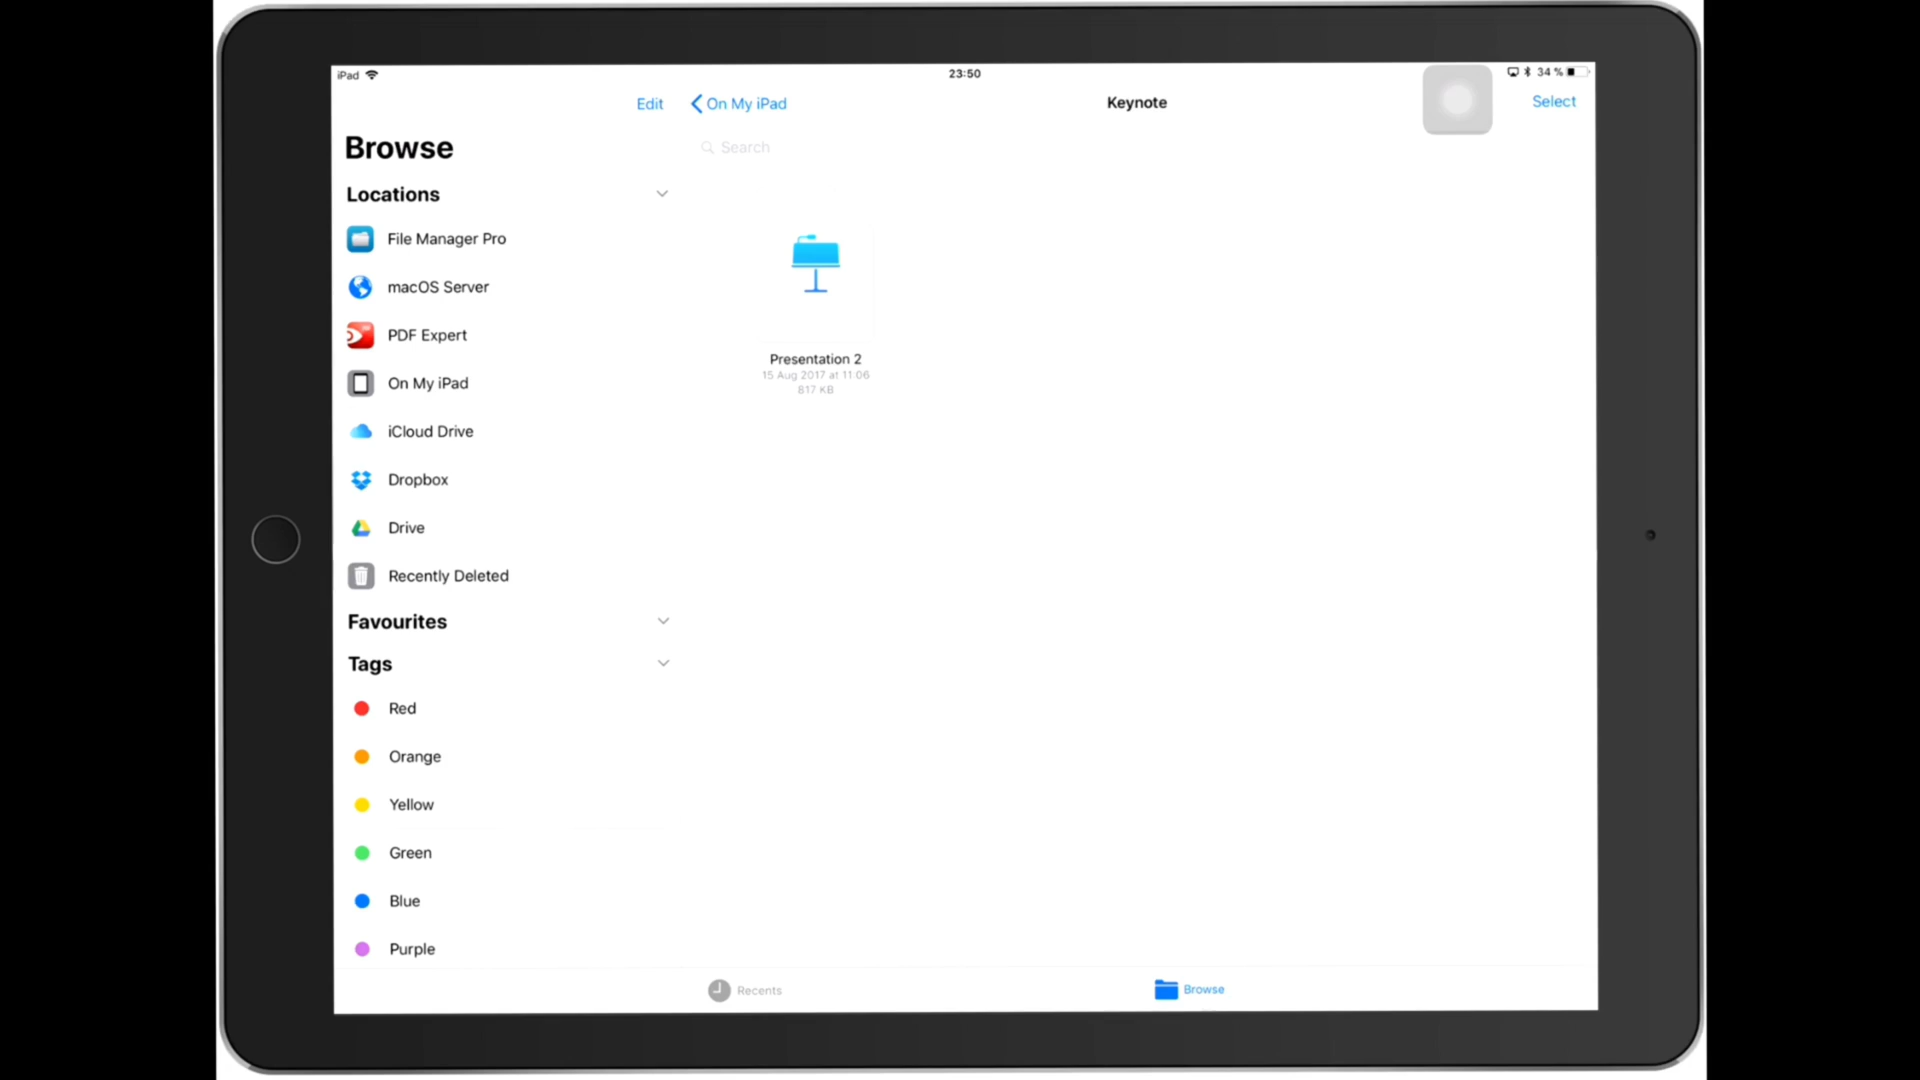 iPad
23:50
34 %
Edit
On My iPad
Keynote
Select
Browse
Search
Locations
File Manager Pro
macOS Server
PDF Expert
On My iPad
iCloud Drive
Dropbox
Drive
Recently Deleted
Favourites
Tags
Red
Orange
Yellow
Green
Blue
Purple
Presentation 2
15 Aug 2017 at 11:06
817 KB
Recents
Browse